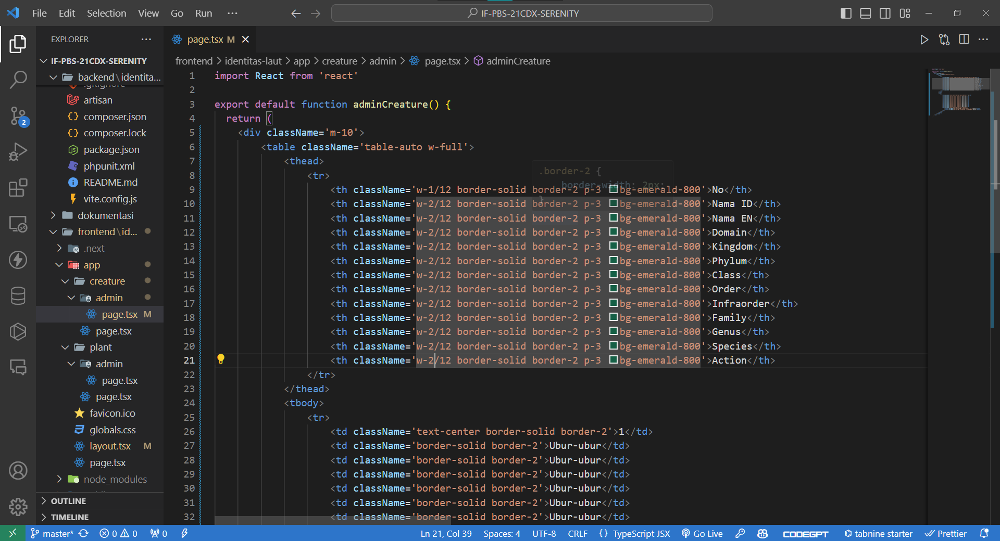 File Edit Selection View Go Run ···
IF-PBS-21CDX-SERENITY
EXPLORER
page.tsx M
IF-PBS-21CDX-SERENITY
backend\identita...
.gitignore
artisan
composer.json
composer.lock
package.json
phpunit.xml
README.md
vite.config.js
dokumentasi
frontend\id...
.next
app
creature
admin
page.tsx M
page.tsx
plant
admin
page.tsx
page.tsx
favicon.ico
globals.css
layout.tsx M
page.tsx
node_modules
OUTLINE
TIMELINE
2
frontend > identitas-laut > app > creature > admin > page.tsx > adminCreature
1 import React from 'react'
2
3 export default function adminCreature() {
4 return (
5 <div className='m-10'>
6 <table className='table-auto w-full'>
7 <thead>
8 <tr>
9 <th className='w-1/12 border-solid border-2 p-3 bg-emerald-800'>No</th>
10 <th className='w-2/12 border-solid border-2 p-3 bg-emerald-800'>Nama ID</th>
11 <th className='w-2/12 border-solid border-2 p-3 bg-emerald-800'>Nama EN</th>
12 <th className='w-2/12 border-solid border-2 p-3 bg-emerald-800'>Domain</th>
13 <th className='w-2/12 border-solid border-2 p-3 bg-emerald-800'>Kingdom</th>
14 <th className='w-2/12 border-solid border-2 p-3 bg-emerald-800'>Phylum</th>
15 <th className='w-2/12 border-solid border-2 p-3 bg-emerald-800'>Class</th>
16 <th className='w-2/12 border-solid border-2 p-3 bg-emerald-800'>Order</th>
17 <th className='w-2/12 border-solid border-2 p-3 bg-emerald-800'>Infraorder</th>
18 <th className='w-2/12 border-solid border-2 p-3 bg-emerald-800'>Family</th>
19 <th className='w-2/12 border-solid border-2 p-3 bg-emerald-800'>Genus</th>
20 <th className='w-2/12 border-solid border-2 p-3 bg-emerald-800'>Species</th>
21 <th className='w-2/12 border-solid border-2 p-3 bg-emerald-800'>Action</th>
22 </tr>
23 </thead>
24 <tbody>
25 <tr>
26 <td className='text-center border-solid border-2'>1</td>
27 <td className='border-solid border-2'>Ubur-ubur</td>
28 <td className='border-solid border-2'>Ubur-ubur</td>
29 <td className='border-solid border-2'>Ubur-ubur</td>
30 <td className='border-solid border-2'>Ubur-ubur</td>
31 <td className='border-solid border-2'>Ubur-ubur</td>
32 <td className='border-solid border-2'>Ubur-ubur</td>
.border-2 {
border-width: 2px;
}
master* 0 0 0 Ln 21, Col 39 Spaces: 4 UTF-8 CRLF {} TypeScript JSX Go Live CODEGPT tabnine starter Prettier